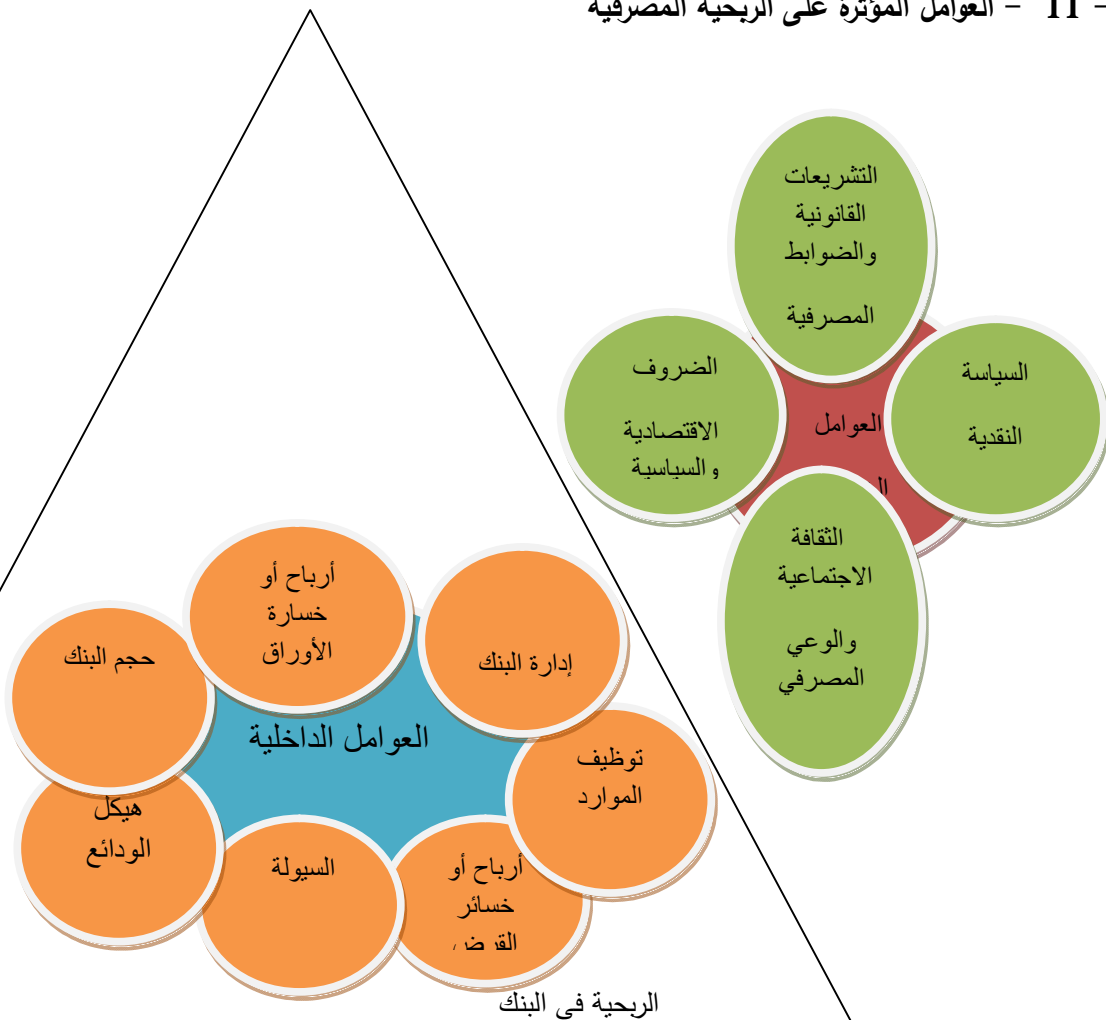 – 11 – العوامل المؤثرة على الربحية المصرفية
التشريعات
القانونية
والضوابط
المصرفية
السياسة
النقدية
العوامل
الضروف
الاقتصادية
والسياسية
الثقافة
الاجتماعية
والوعي
المصرفي
أرباح أو
خسارة
الأوراق
إدارة البنك
حجم البنك
العوامل الداخلية
توظيف
الموارد
هيكل
الودائع
السيولة
أرباح أو
خسائر
القرض
الربحية في البنك